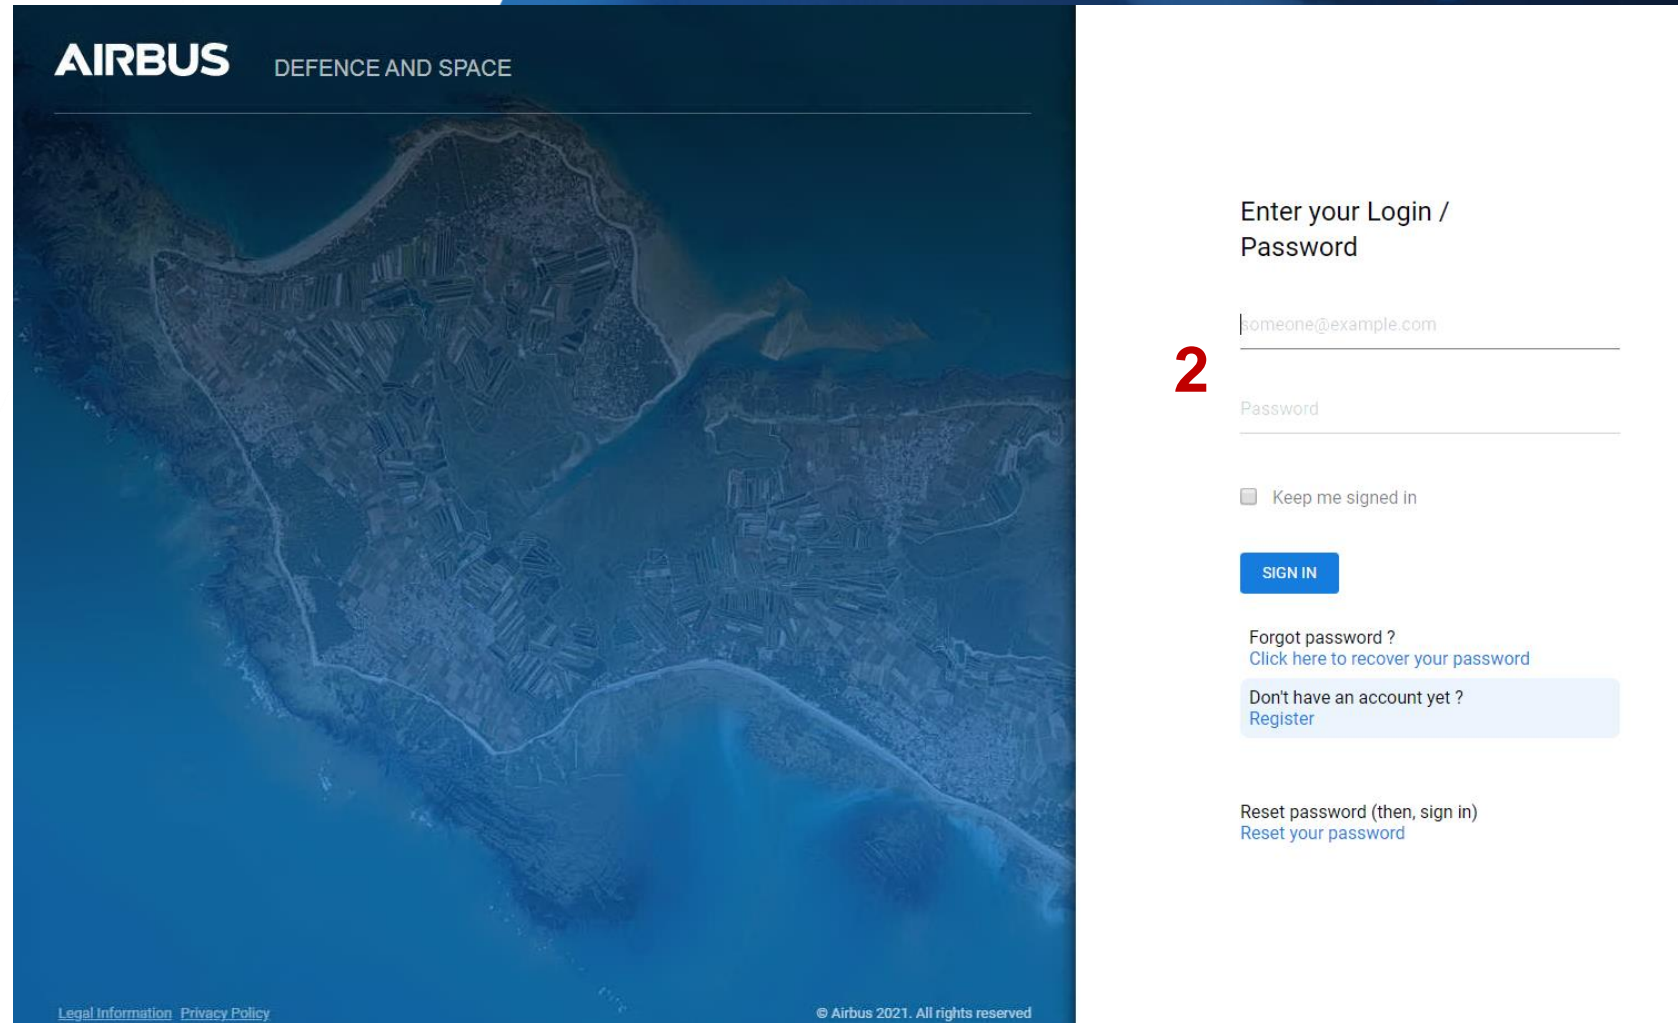 AIRBUS DEFENCE AND SPACE
Enter your Login /
Password
someone@example.com
2
Password
Keep me signed in
SIGN IN
Forgot password ?
Click here to recover your password
Don't have an account yet ?
Register
Reset password (then, sign in)
Reset your password
Legal Information Privacy Policy
© Airbus 2021. All rights reserved